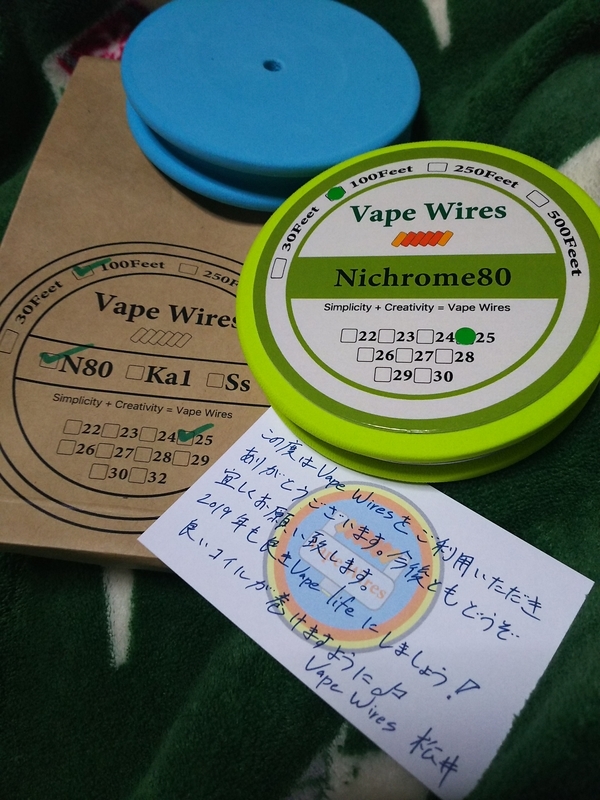 30Feet 100Feet 250Feet 500Feet
Vape Wires
Nichrome80
Simplicity + Creativity = Vape Wires
22 23 24 25
26 27 28
29 30
30Feet 100Feet 250F
Vape Wires
N80 Ka1 Ss
Simplicity + Creativity = Vape Wires
22 23 24 25
26 27 28 29
30 32
この度はVape Wiresをご利用いただき
ありがとうございます。今後ともどうぞ
宜しくお願い致します。
2019年も良きVape lifeにしましょう!
良いコイルが巻けますように♫
Vape Wires 松井